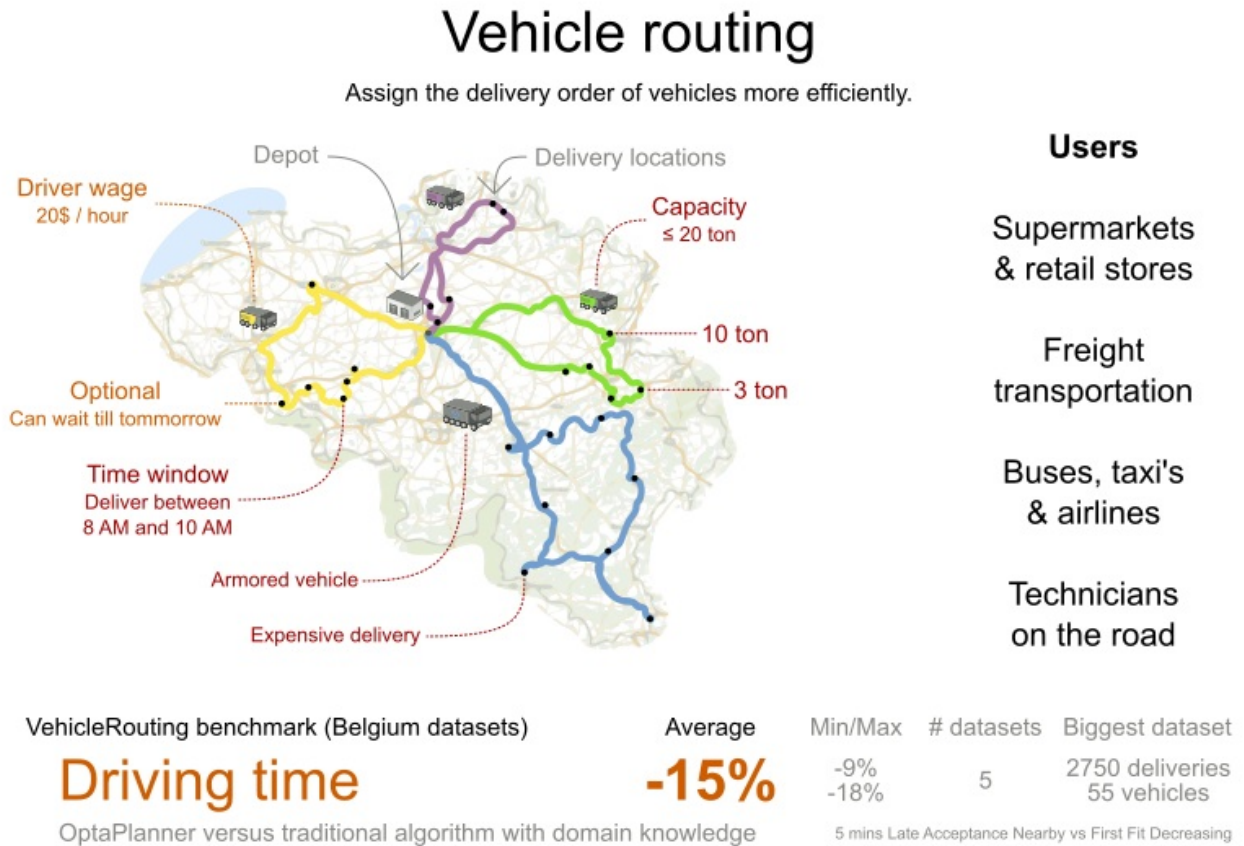 Vehicle routing
Assign the delivery order of vehicles more efficiently.
Depot
Delivery locations
Driver wage
20$ / hour
Capacity
≤ 20 ton
10 ton
3 ton
Optional
Can wait till tommorrow
Time window
Deliver between
8 AM and 10 AM
Armored vehicle
Expensive delivery
Users
Supermarkets
& retail stores
Freight
transportation
Buses, taxi's
& airlines
Technicians
on the road
VehicleRouting benchmark (Belgium datasets)
Average
Min/Max
# datasets
Biggest dataset
Driving time
-15%
-9%
-18%
5
2750 deliveries
55 vehicles
OptaPlanner versus traditional algorithm with domain knowledge
5 mins Late Acceptance Nearby vs First Fit Decreasing